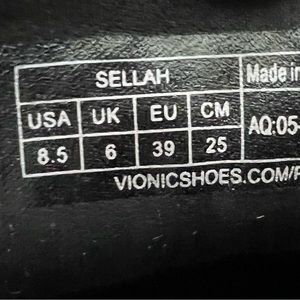 SELLAH Made in
USA UK EU CM
8.5 6 39 25 AQ:05-
VIONICSHOES.COM/